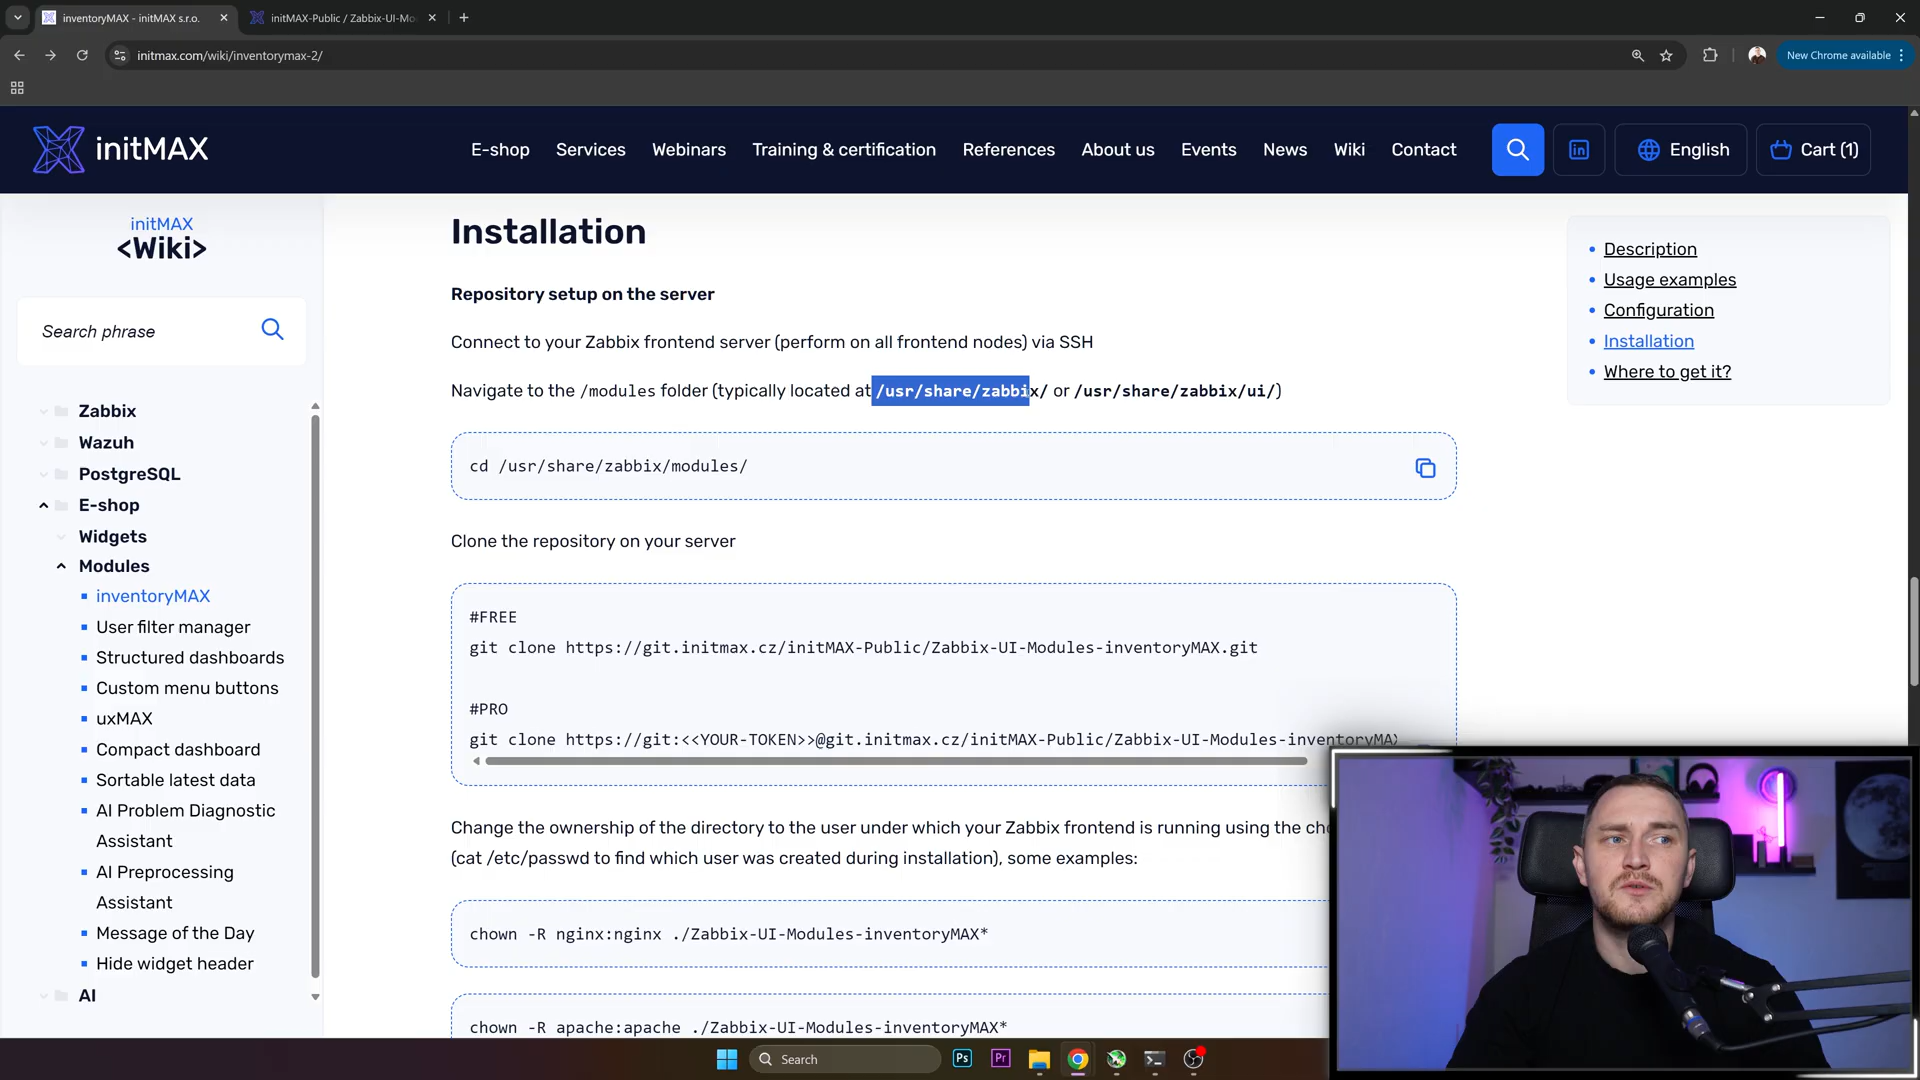 inventoryMAX - initMAX s.r.o.
initMAX-Public / Zabbix-UI-Mo
initmax.com/wiki/inventorymax-2/
New Chrome available
initMAX
E-shop
Services
Webinars
Training & certification
References
About us
Events
News
Wiki
Contact
English
Cart (1)
initMAX
<Wiki>
Search phrase
Zabbix
Wazuh
PostgreSQL
E-shop
Widgets
Modules
inventoryMAX
User filter manager
Structured dashboards
Custom menu buttons
uxMAX
Compact dashboard
Sortable latest data
AI Problem Diagnostic
Assistant
AI Preprocessing
Assistant
Message of the Day
Hide widget header
AI
Installation
Repository setup on the server
Connect to your Zabbix frontend server (perform on all frontend nodes) via SSH
Navigate to the /modules folder (typically located at /usr/share/zabbix/ or /usr/share/zabbix/ui/)
cd /usr/share/zabbix/modules/
Clone the repository on your server
#FREE
git clone https://git.initmax.cz/initMAX-Public/Zabbix-UI-Modules-inventoryMAX.git
#PRO
git clone https://git:<<YOUR-TOKEN>>@git.initmax.cz/initMAX-Public/Zabbix-UI-Modules-inventoryMAX
Change the ownership of the directory to the user under which your Zabbix frontend is running using the cho
(cat /etc/passwd to find which user was created during installation), some examples:
chown -R nginx:nginx ./Zabbix-UI-Modules-inventoryMAX*
chown -R apache:apache ./Zabbix-UI-Modules-inventoryMAX*
Description
Usage examples
Configuration
Installation
Where to get it?
Search
Ps
Pr